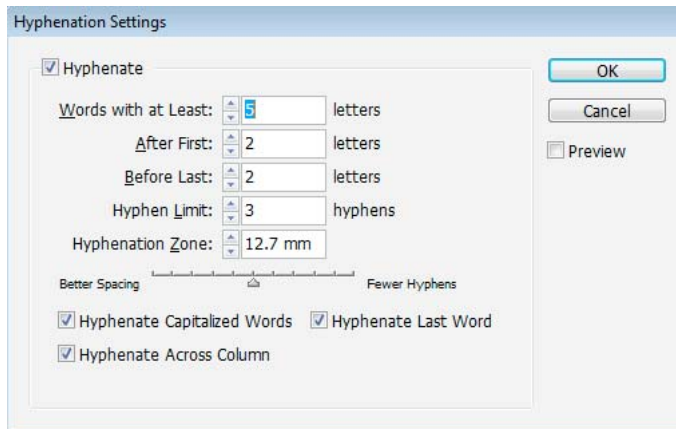 Hyphenation Settings
Hyphenate
OK
Words with at Least: 5 letters
Cancel
After First: 2 letters
Preview
Before Last: 2 letters
Hyphen Limit: 3 hyphens
Hyphenation Zone: 12.7 mm
Better Spacing Fewer Hyphens
Hyphenate Capitalized Words Hyphenate Last Word
Hyphenate Across Column